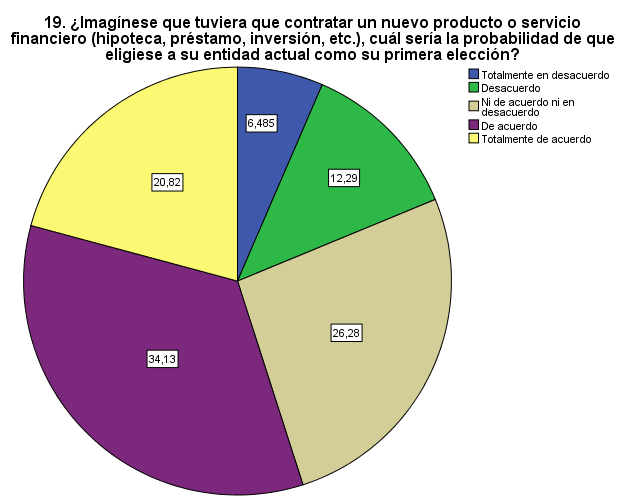 19. ¿Imagínese que tuviera que contratar un nuevo producto o servicio
financiero (hipoteca, préstamo, inversión, etc.), cuál sería la probabilidad de que
eligiese a su entidad actual como su primera elección?
Totalmente en desacuerdo
Desacuerdo
Ni de acuerdo ni en
desacuerdo
De acuerdo
Totalmente de acuerdo
6,485
12,29
20,82
26,28
34,13